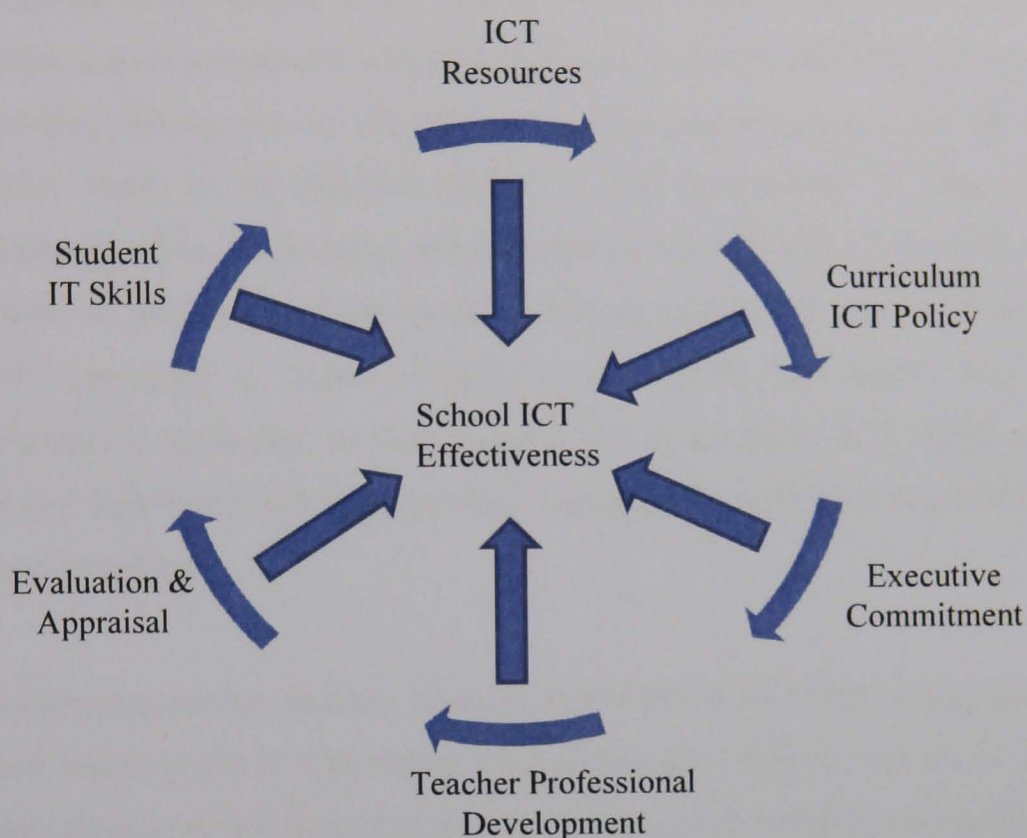 ICT
Resources
Curriculum
ICT Policy
Executive
Commitment
Teacher Professional
Development
Evaluation &
Appraisal
Student
IT Skills
School ICT
Effectiveness